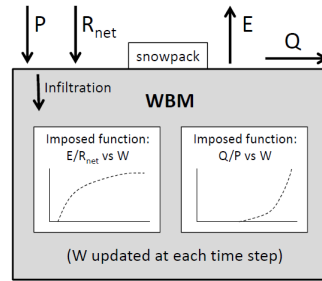 P
R_net
E
Q
snowpack
Infiltration
WBM
Imposed function:
E/R_net vs W
Imposed function:
Q/P vs W
(W updated at each time step)